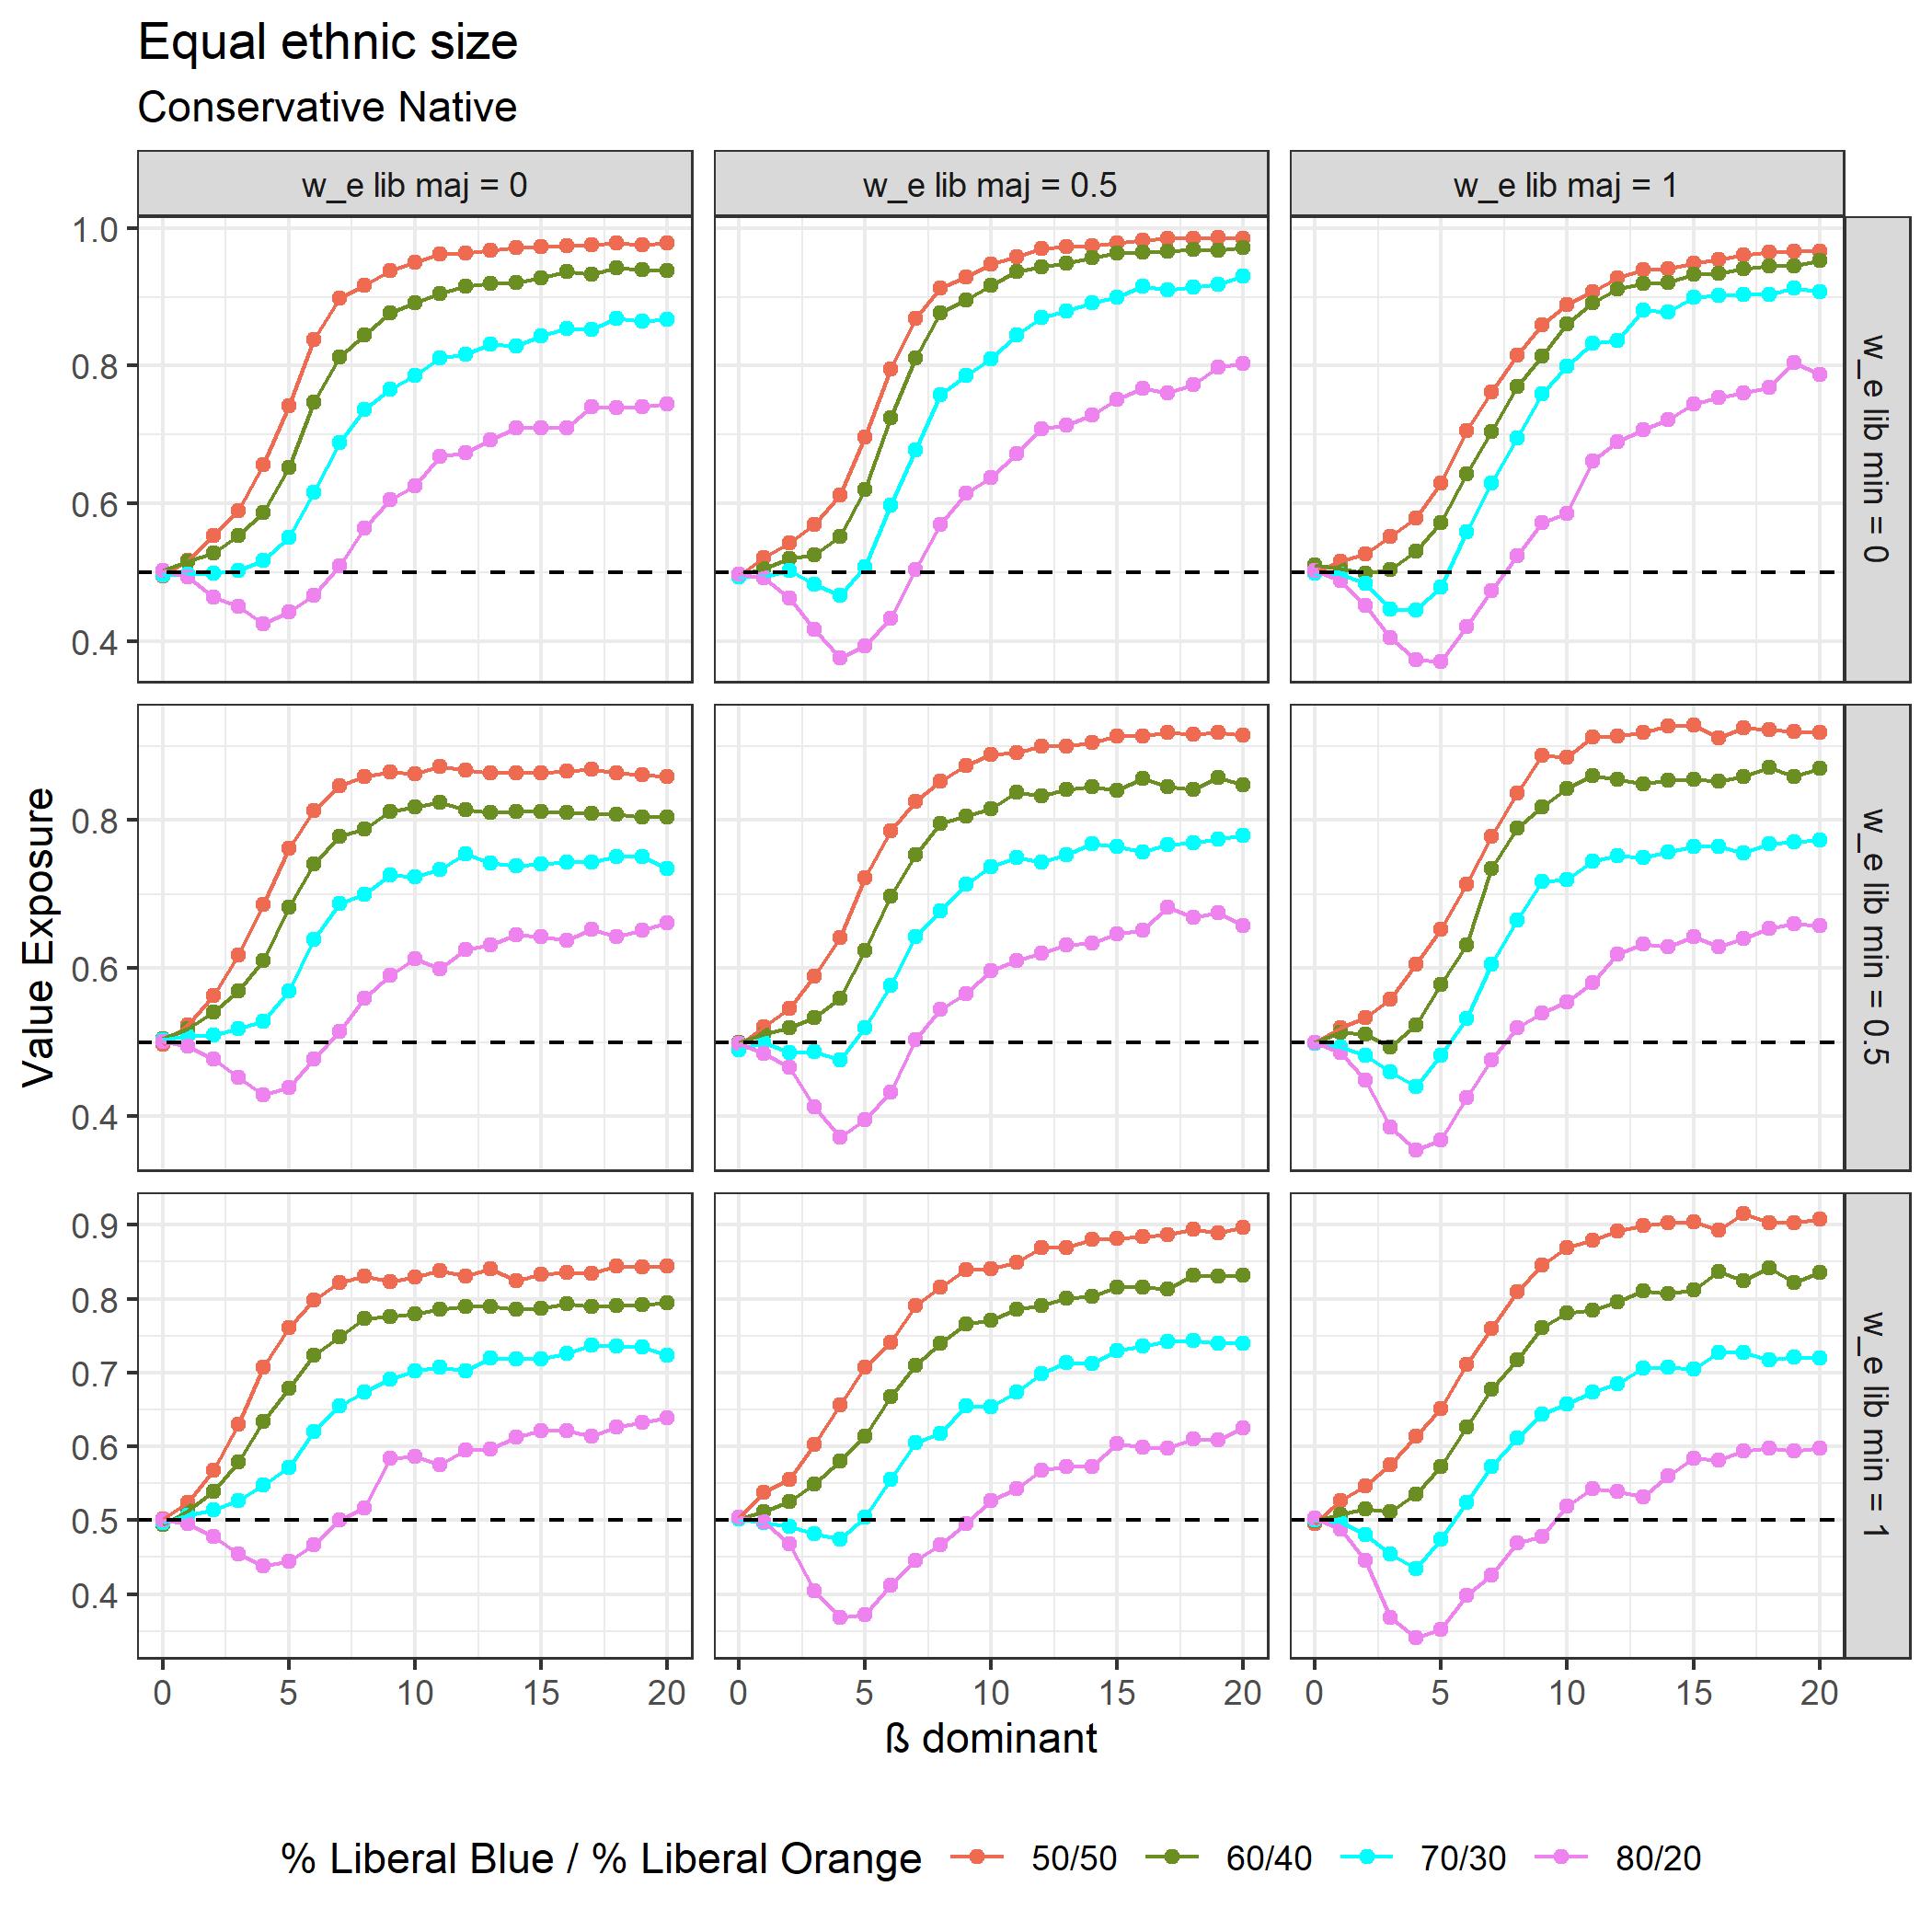 Equal ethnic size
Conservative Native
w_e lib maj = 0
w_e lib maj = 0.5
w_e lib maj = 1
1.0
0.8
0.6
0.4
w_e lib min = 0
0.8
0.6
0.4
w_e lib min = 0.5
Value Exposure
0.9
0.8
0.7
0.6
0.5
0.4
w_e lib min = 1
0 5 10 15 20 0 5 10 15 20 0 5 10 15 20
ß dominant
% Liberal Blue / % Liberal Orange 50/50 60/40 70/30 80/20